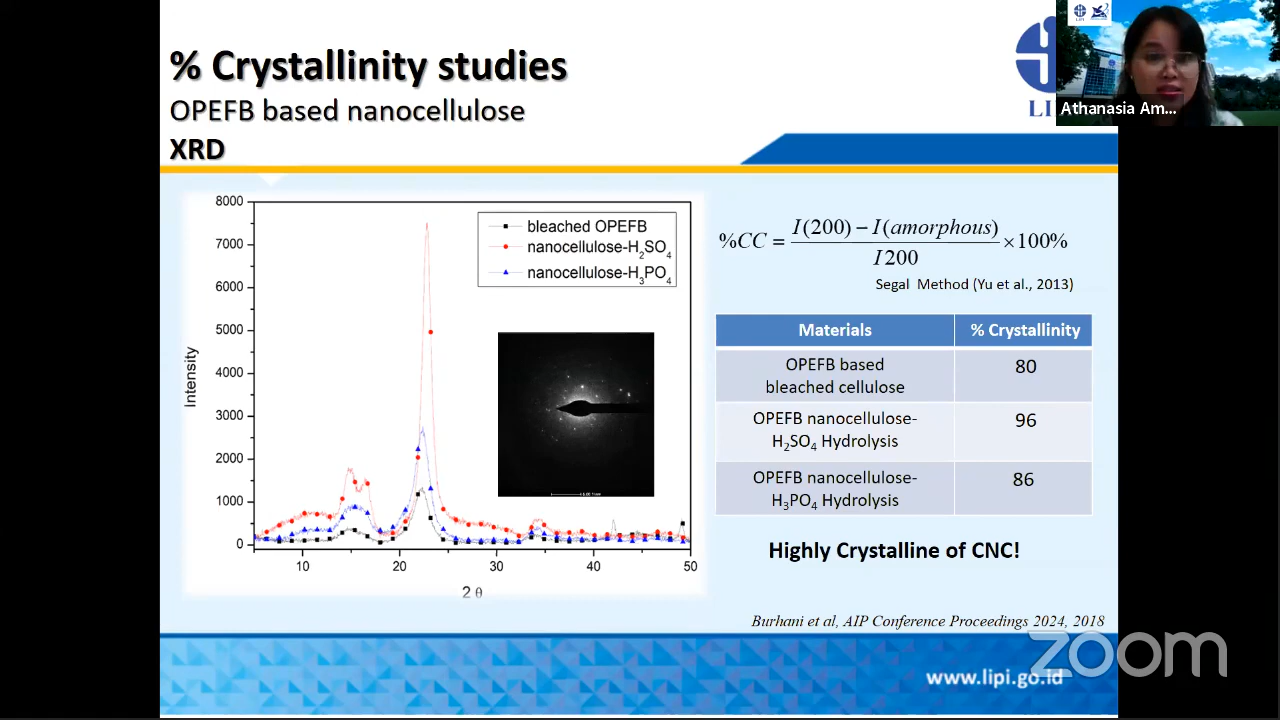 % Crystallinity studies
OPEFB based nanocellulose
XRD
LIPI
Athanasia Am...
8000
7000
6000
5000
4000
3000
2000
1000
0
Intensity
10
20
30
40
50
2 θ
bleached OPEFB
nanocellulose-H₂SO₄
nanocellulose-H₃PO₄
%CC = I(200) − I(amorphous) / I200 ×100%
Segal Method (Yu et al., 2013)
Materials % Crystallinity
OPEFB based
bleached cellulose 80
OPEFB nanocellulose-
H₂SO₄ Hydrolysis 96
OPEFB nanocellulose-
H₃PO₄ Hydrolysis 86
Highly Crystalline of CNC!
Burhani et al, AIP Conference Proceedings 2024, 2018
zoom
www.lipi.go.id